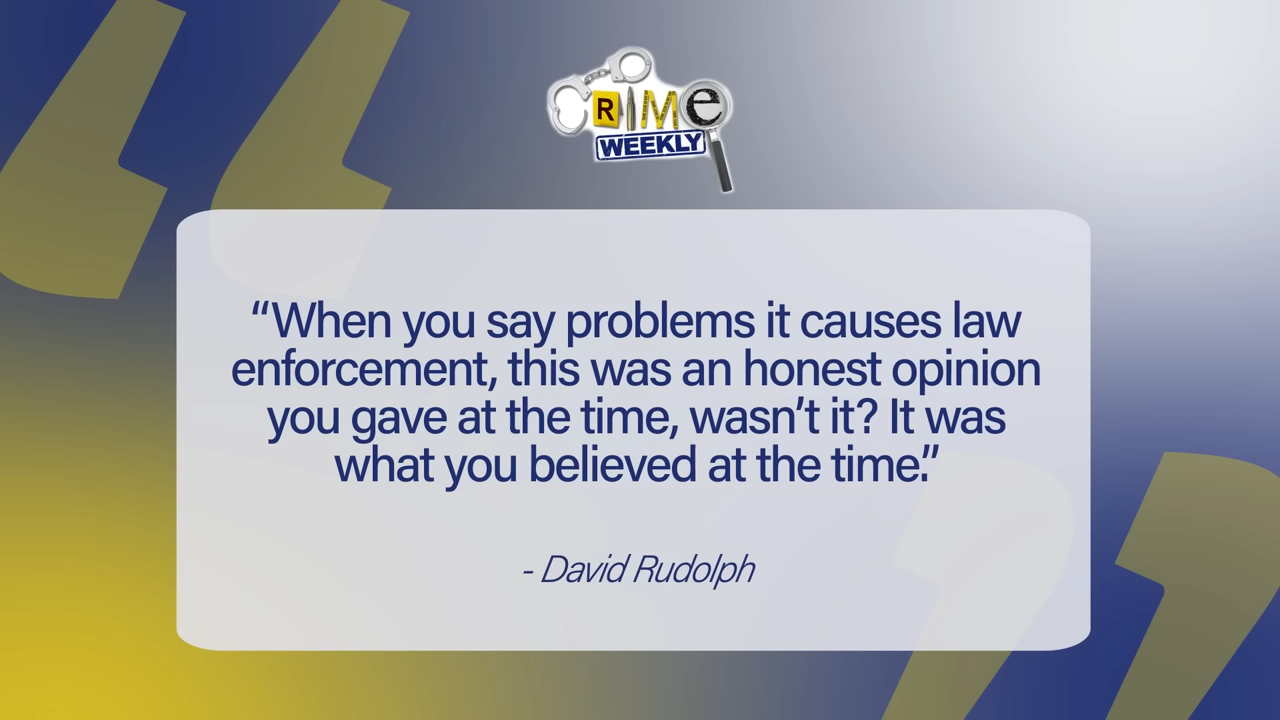 CRIME
WEEKLY
“When you say problems it causes law
enforcement, this was an honest opinion
you gave at the time, wasn’t it? It was
what you believed at the time.”
- David Rudolph